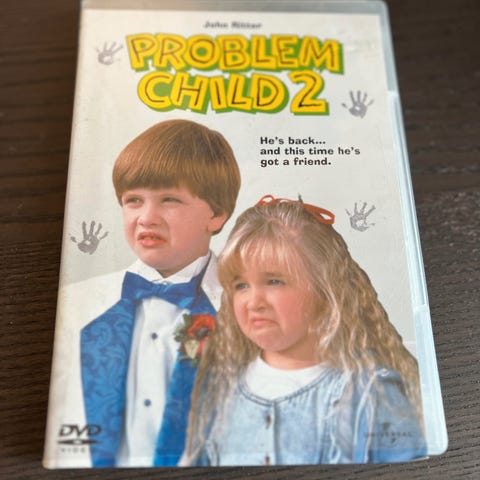 John Ritter
PROBLEM
CHILD 2
He's back...
and this time he's
got a friend.
DVD
VIDEO
UNIVERSAL